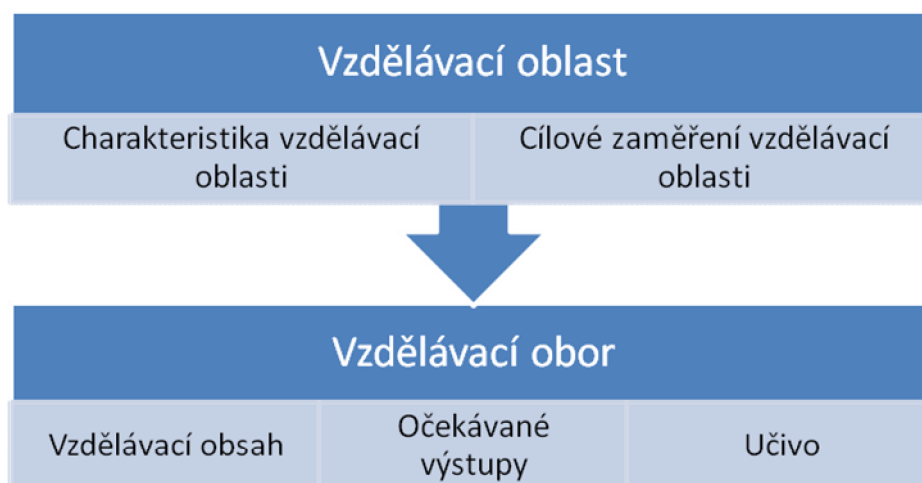 Vzdělávací oblast
Charakteristika vzdělávací
oblasti
Cílové zaměření vzdělávací
oblasti
Vzdělávací obor
Vzdělávací obsah
Očekávané
výstupy
Učivo